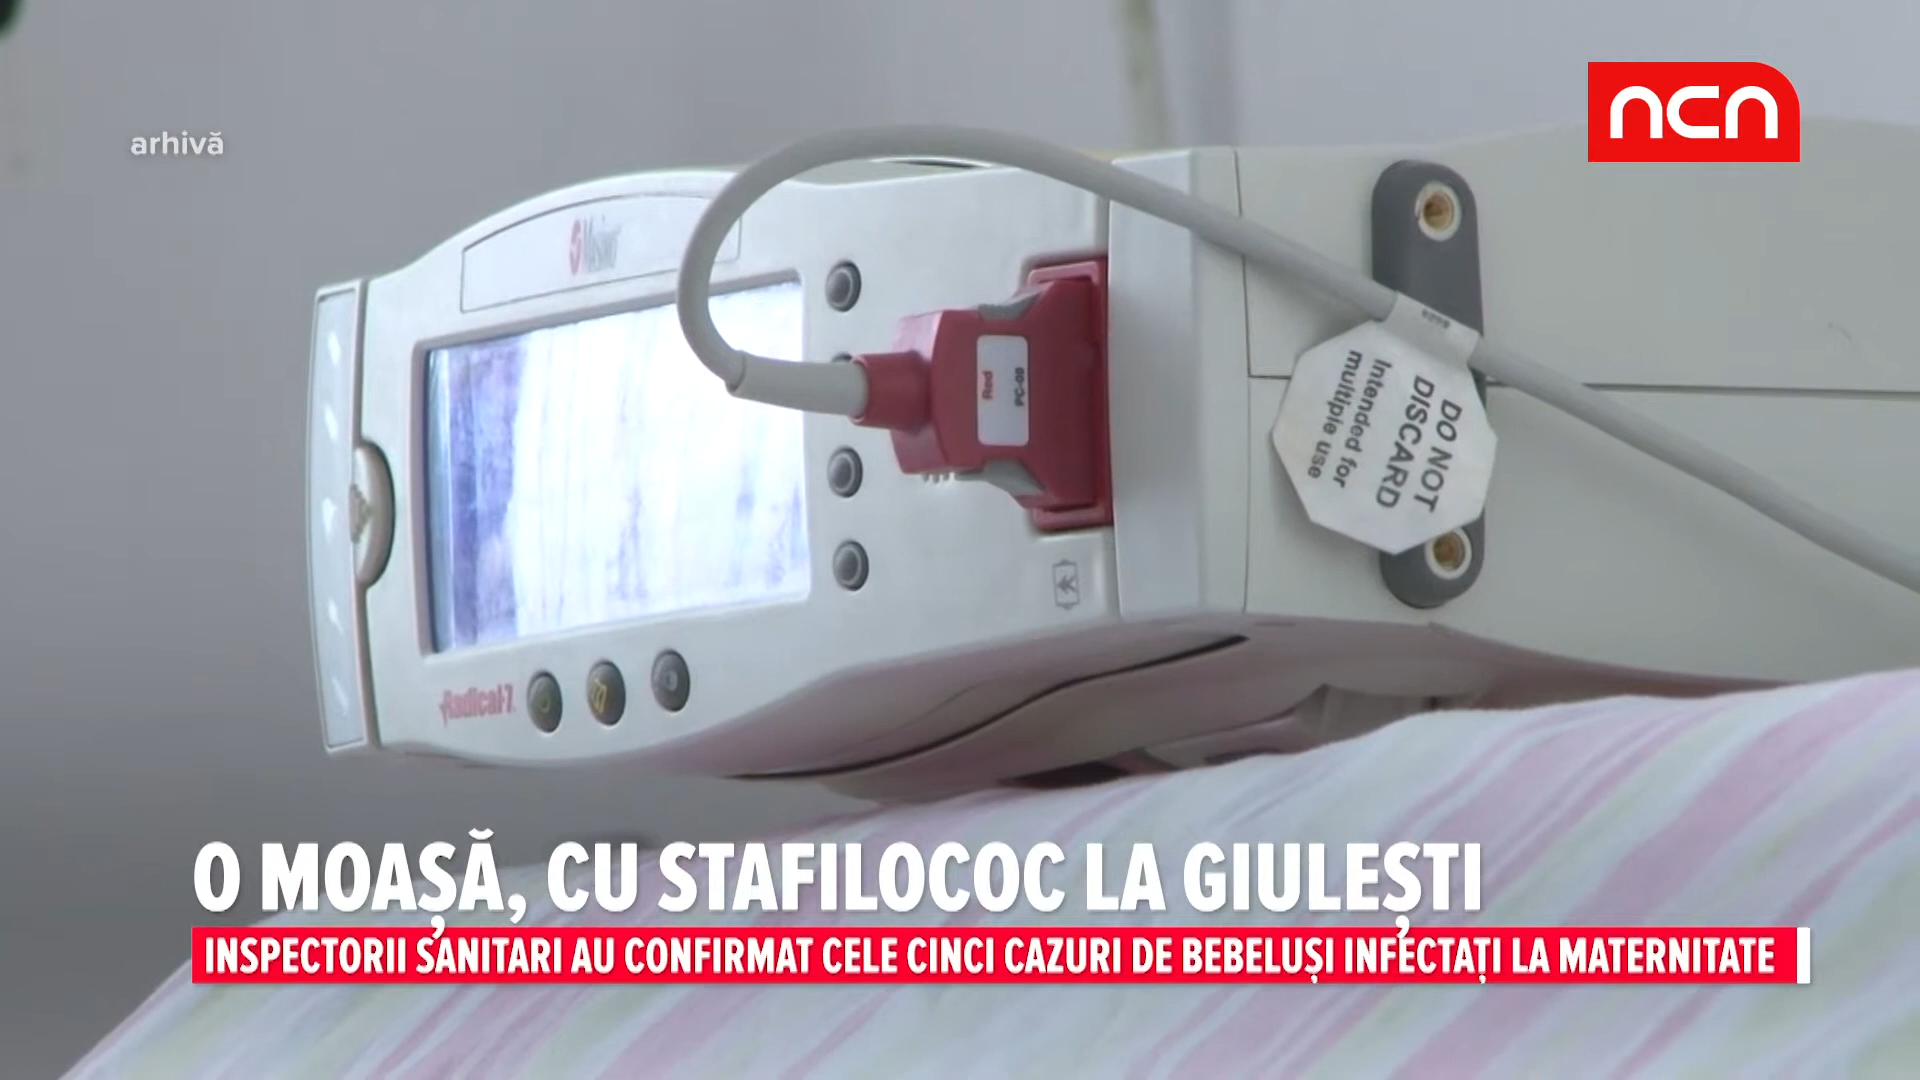 ncn
arhivă
Masimo
Red
PC-08
DO NOT
DISCARD
Intended for
multiple use
Radical-7
O MOAȘĂ, CU STAFILOCOC LA GIULEȘTI
INSPECTORII SANITARI AU CONFIRMAT CELE CINCI CAZURI DE BEBELUȘI INFECTAȚI LA MATERNITATE